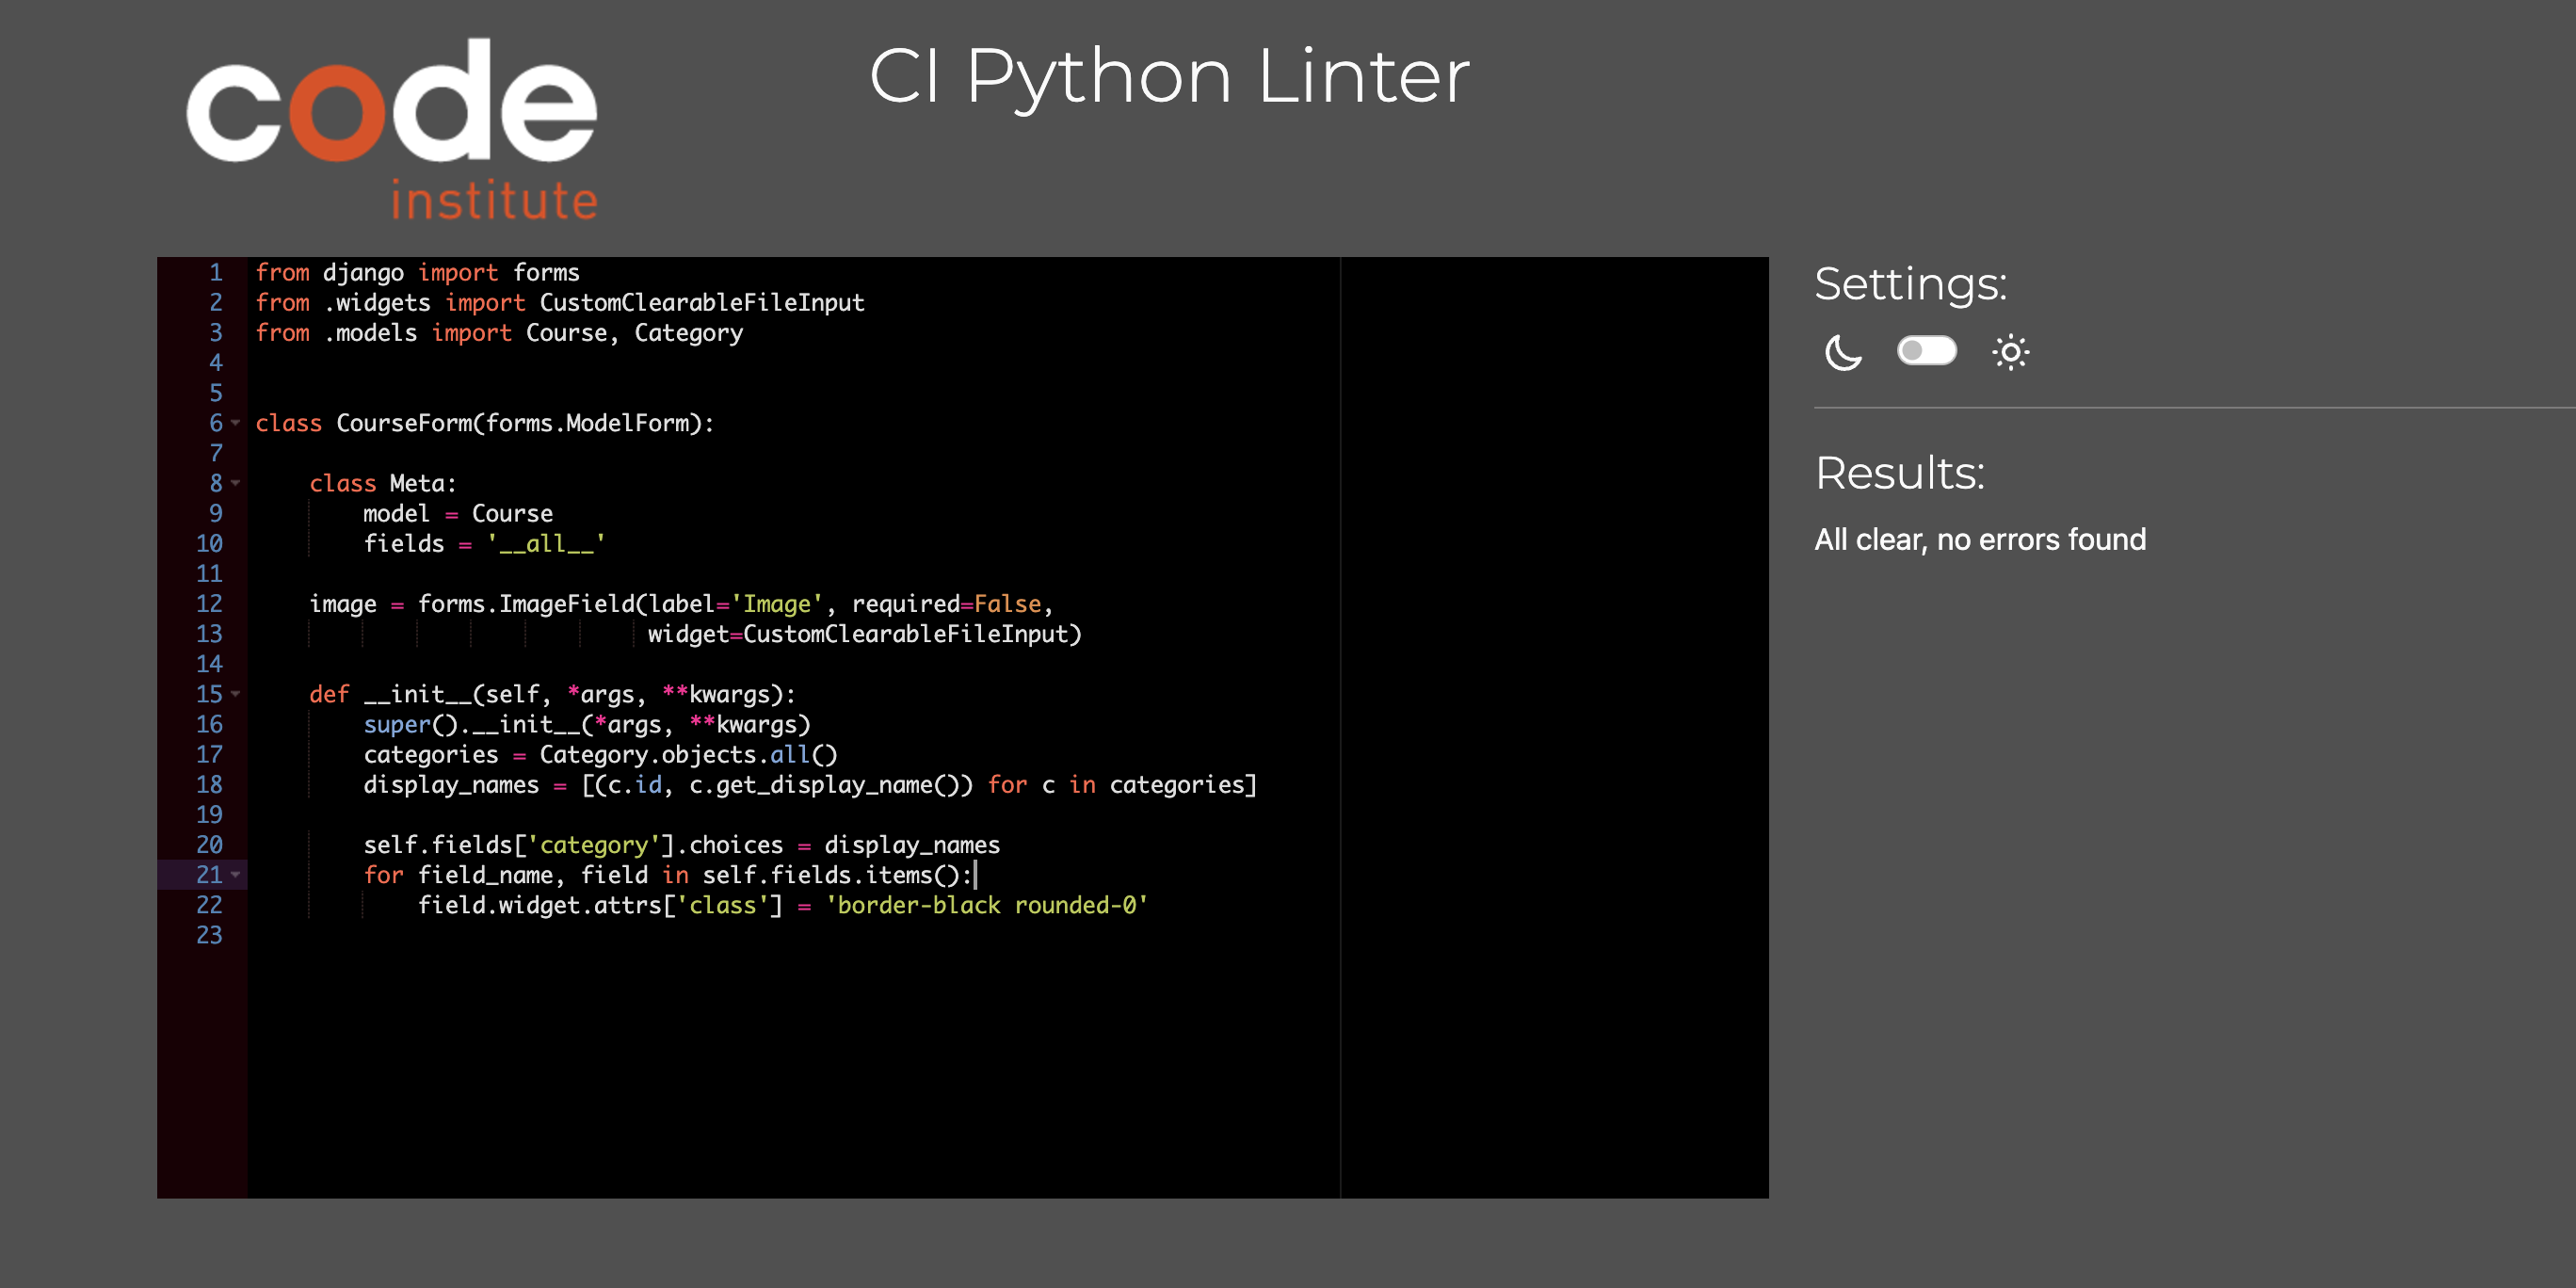 code
institute
CI Python Linter
1 from django import forms
2 from .widgets import CustomClearableFileInput
3 from .models import Course, Category
4
5
6 class CourseForm(forms.ModelForm):
7
8     class Meta:
9         model = Course
10         fields = '__all__'
11
12     image = forms.ImageField(label='Image', required=False,
13                              widget=CustomClearableFileInput)
14
15     def __init__(self, *args, **kwargs):
16         super().__init__(*args, **kwargs)
17         categories = Category.objects.all()
18         display_names = [(c.id, c.get_display_name()) for c in categories]
19
20         self.fields['category'].choices = display_names
21         for field_name, field in self.fields.items():
22             field.widget.attrs['class'] = 'border-black rounded-0'
23
Settings:
Results:
All clear, no errors found